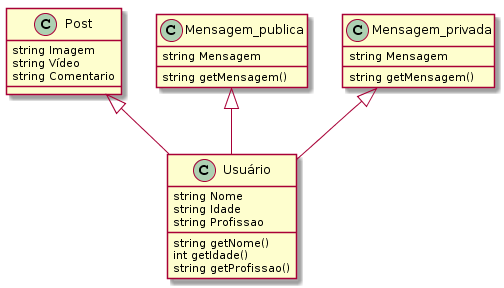 C Post
string Imagem
string Vídeo
string Comentario
C Mensagem_publica
string Mensagem
string getMensagem()
C Mensagem_privada
string Mensagem
string getMensagem()
C Usuário
string Nome
string Idade
string Profissao
string getNome()
int getIdade()
string getProfissao()